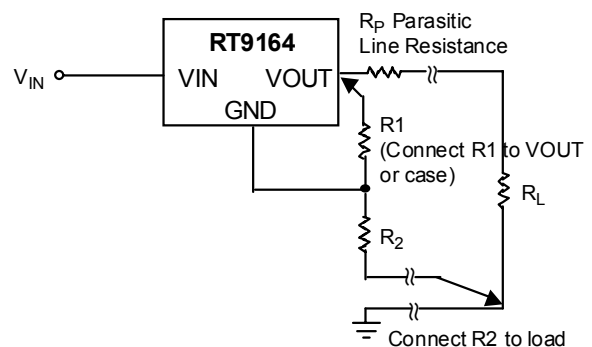 R_P Parasitic
Line Resistance
RT9164
V_IN
VIN
VOUT
GND
R1
(Connect R1 to VOUT
or case)
R_L
R_2
Connect R2 to load